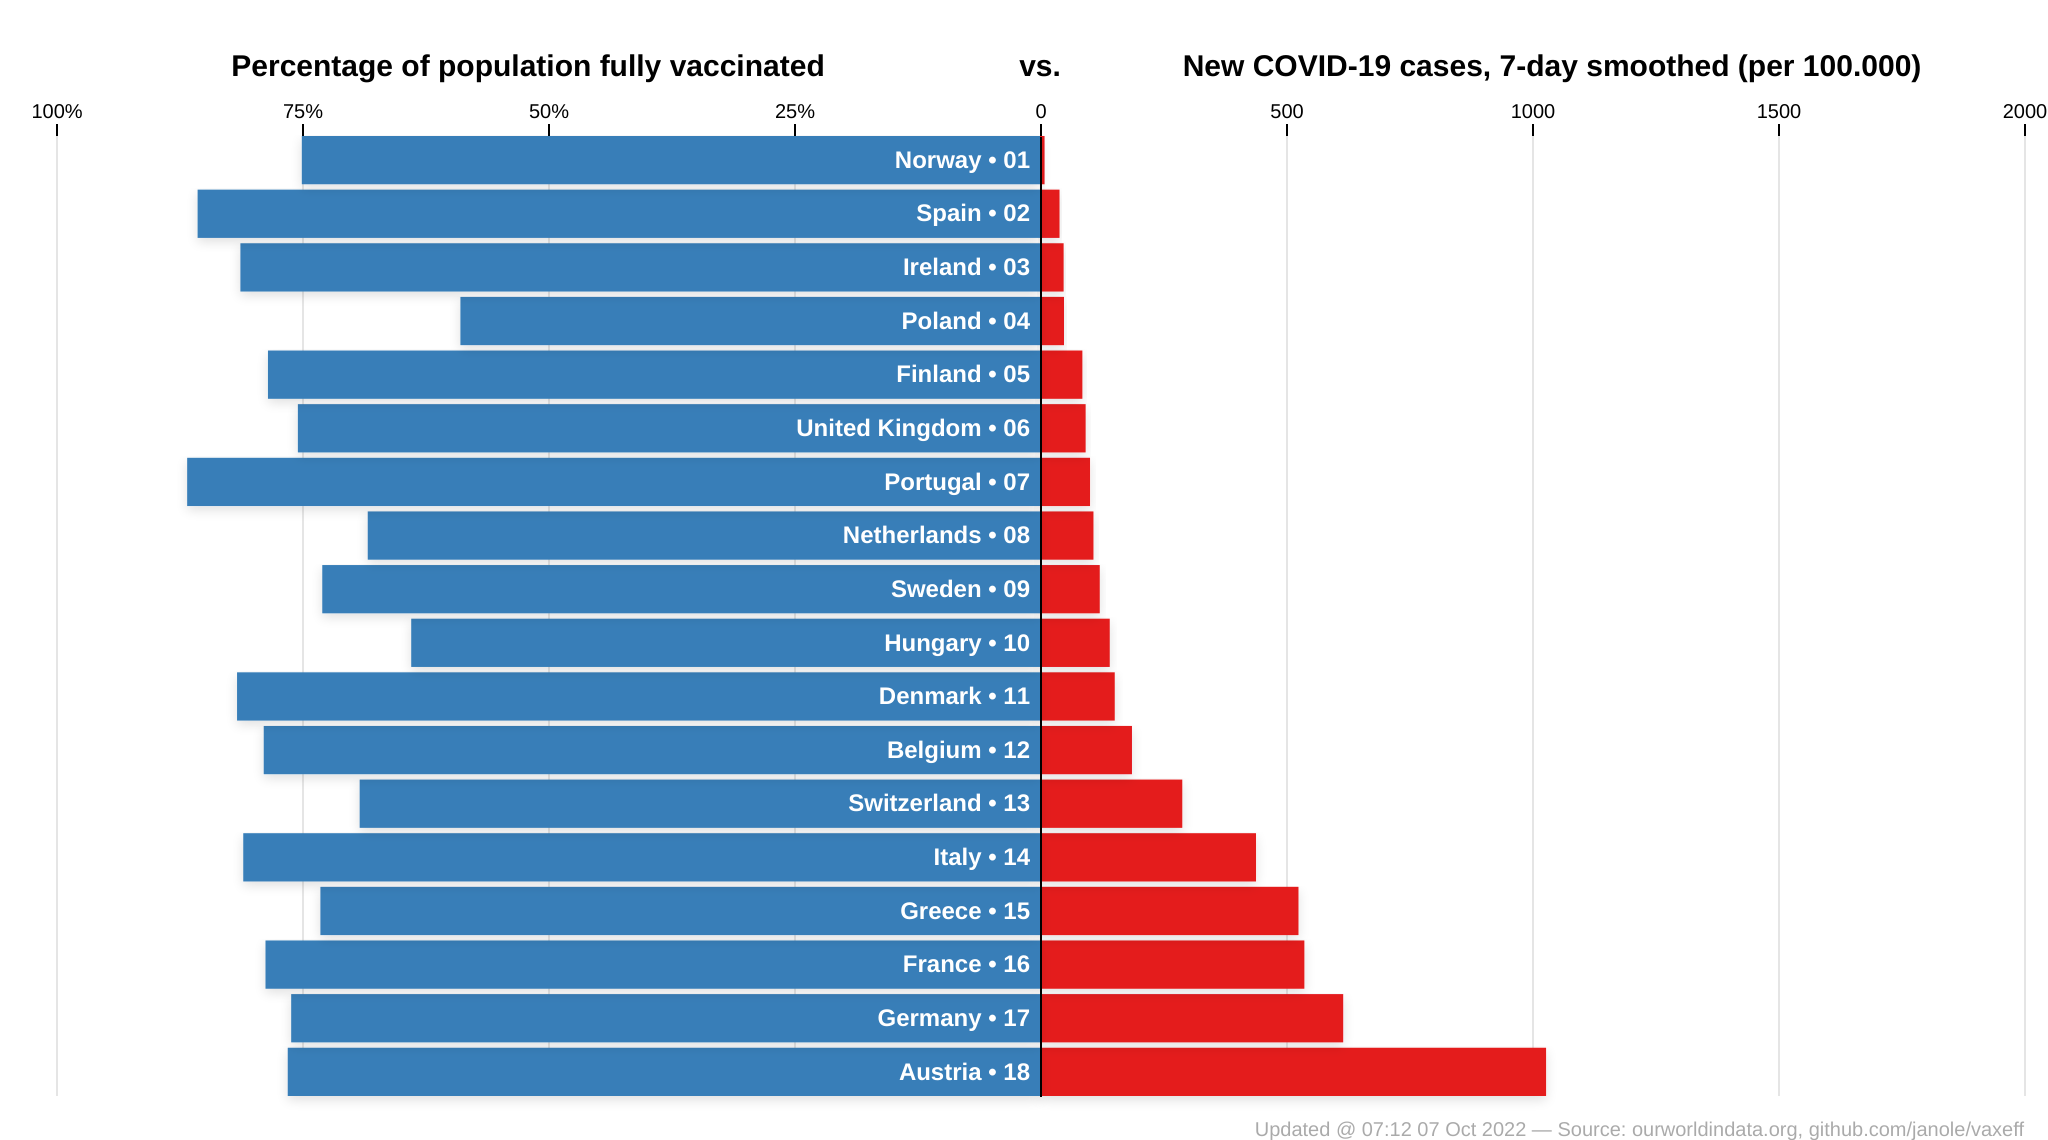 Percentage of population fully vaccinated vs. New COVID-19 cases, 7-day smoothed (per 100.000)
100% 75% 50% 25% 0 500 1000 1500 2000
Norway • 01
Spain • 02
Ireland • 03
Poland • 04
Finland • 05
United Kingdom • 06
Portugal • 07
Netherlands • 08
Sweden • 09
Hungary • 10
Denmark • 11
Belgium • 12
Switzerland • 13
Italy • 14
Greece • 15
France • 16
Germany • 17
Austria • 18
Updated @ 07:12 07 Oct 2022 — Source: ourworldindata.org, github.com/janole/vaxeff